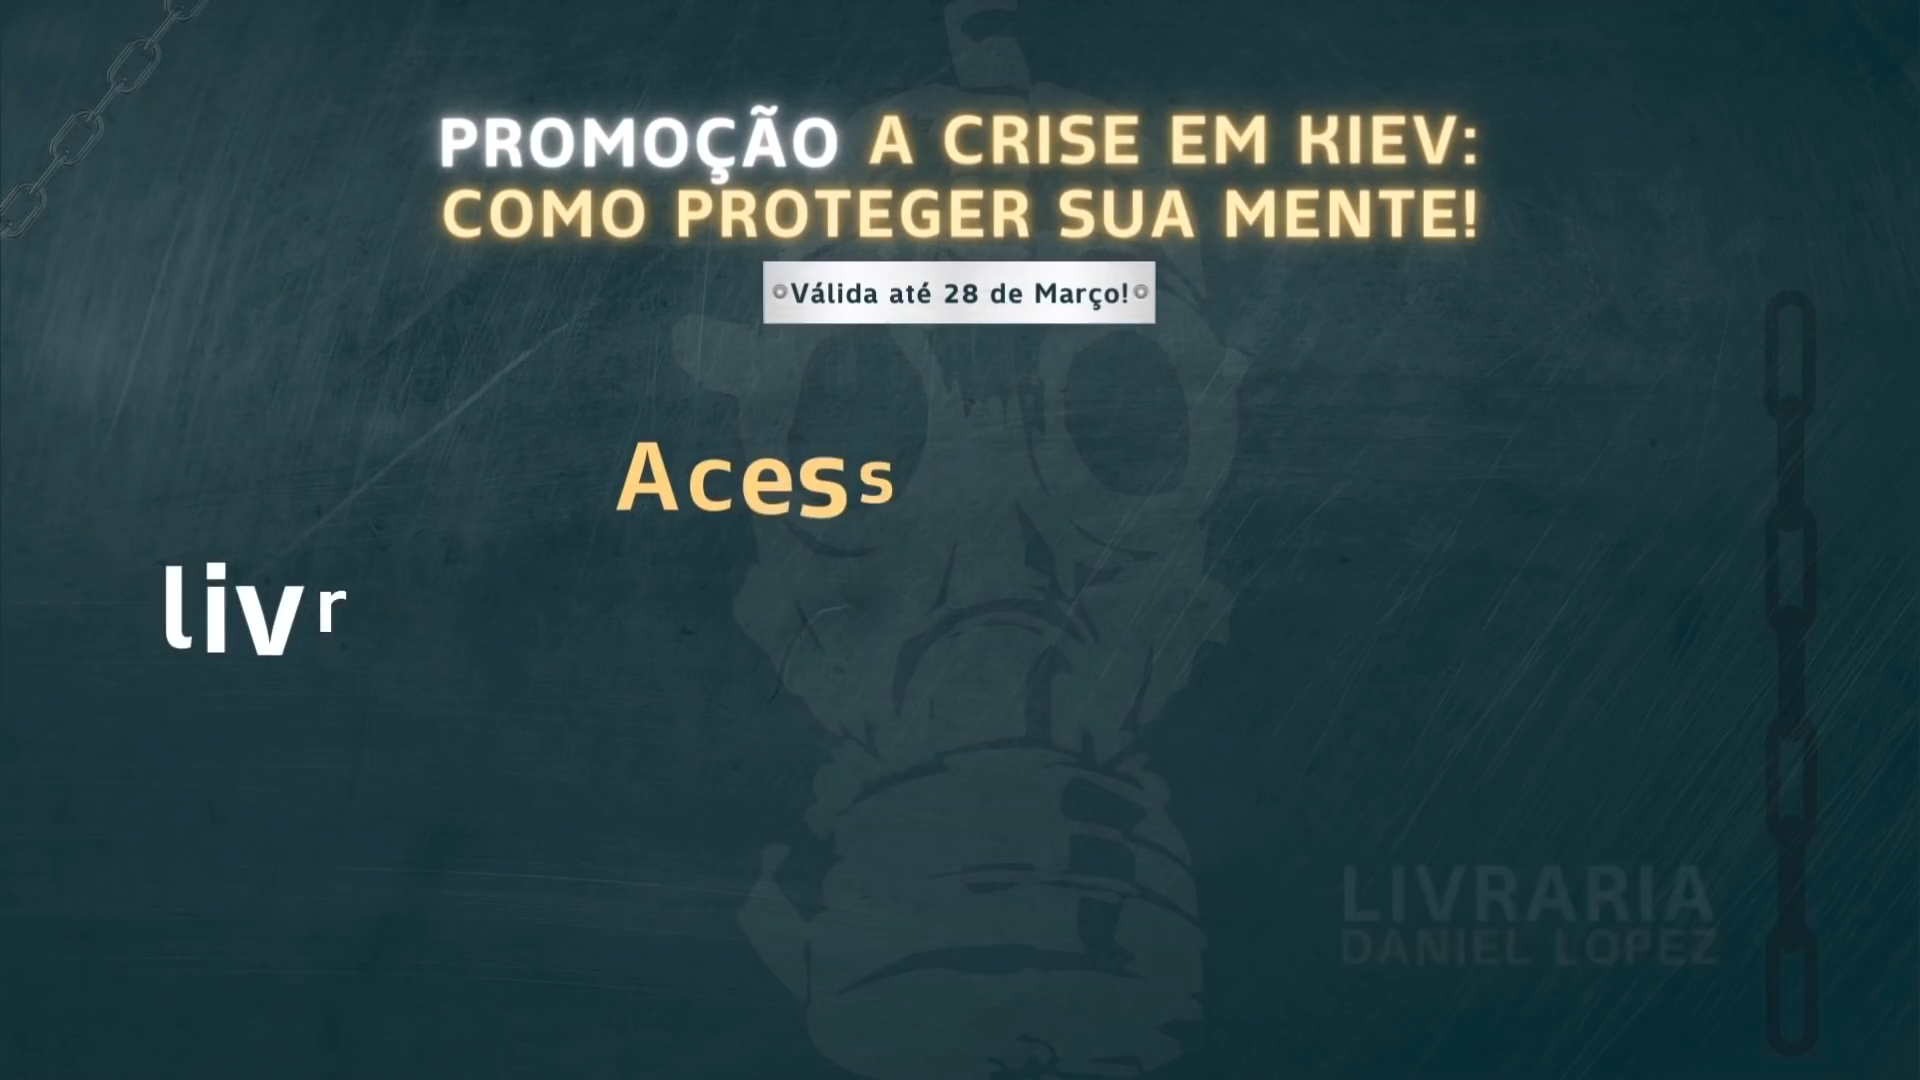 PROMOÇÃO A CRISE EM KIEV:
COMO PROTEGER SUA MENTE!
Válida até 28 de Março!
Acess
livr
LIVRARIA
DANIEL LOPEZ